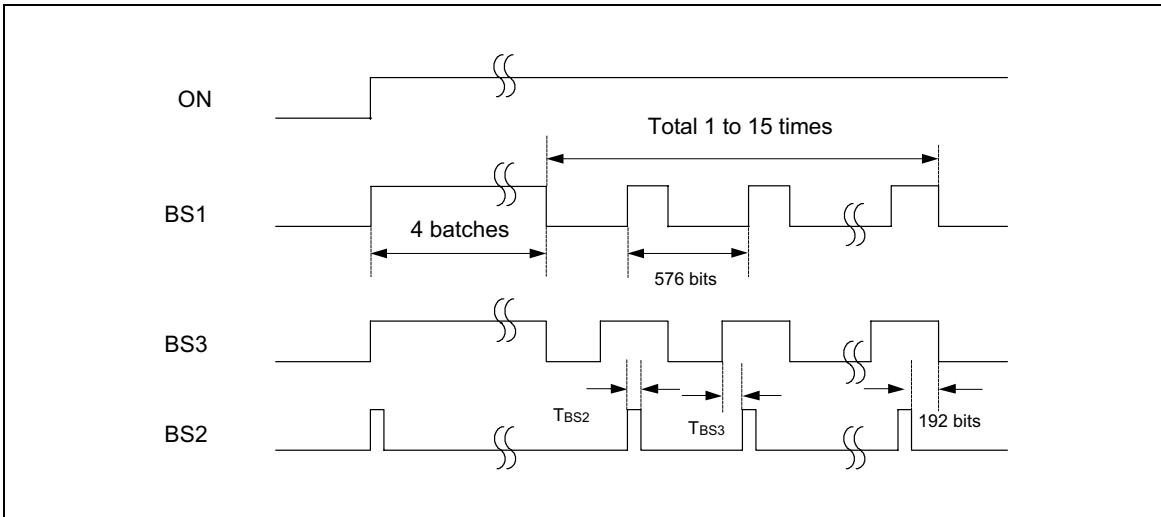 ON
Total 1 to 15 times
BS1
4 batches
576 bits
BS3
TBS2
TBS3
192 bits
BS2